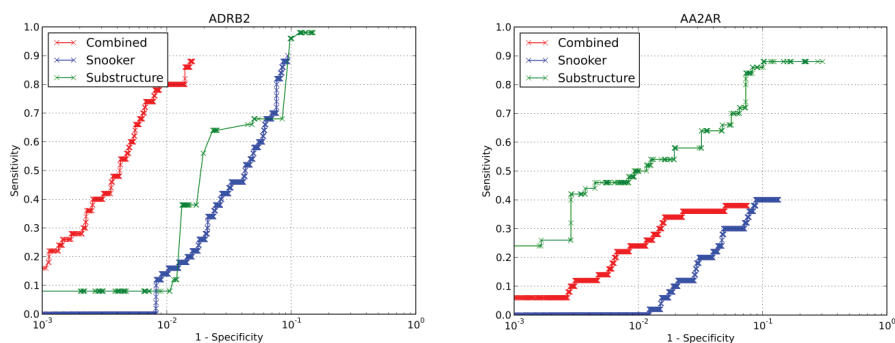 ADRB2
Combined
Snooker
Substructure
Sensitivity
1.0
0.9
0.8
0.7
0.6
0.5
0.4
0.3
0.2
0.1
0.0
10⁻³
10⁻²
10⁻¹
10⁰
1 - Specificity
AA2AR
Combined
Snooker
Substructure
Sensitivity
1.0
0.9
0.8
0.7
0.6
0.5
0.4
0.3
0.2
0.1
0.0
10⁻³
10⁻²
10⁻¹
10⁰
1 - Specificity